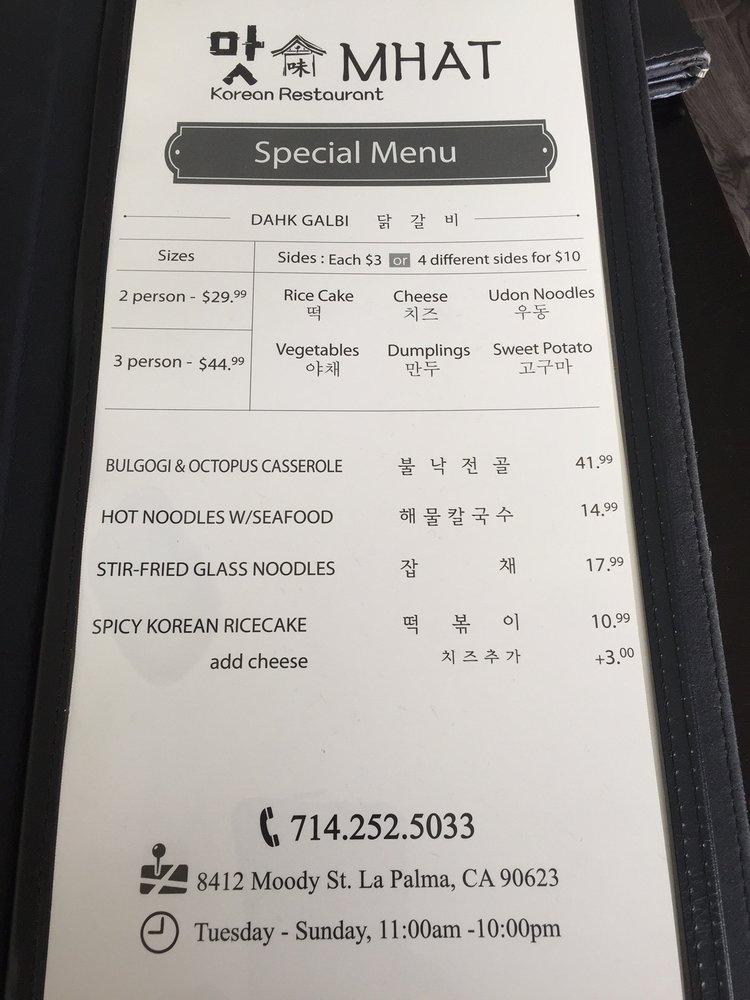 맛 味 MHAT
Korean Restaurant
Special Menu
DAHK GALBI 닭 갈 비
Sizes
Sides : Each $3 or 4 different sides for $10
2 person - $29.99
Rice Cake Cheese Udon Noodles
떡 치즈 우동
3 person - $44.99
Vegetables Dumplings Sweet Potato
야채 만두 고구마
BULGOGI & OCTOPUS CASSEROLE 불 낙 전 골 41.99
HOT NOODLES W/SEAFOOD 해 물 칼 국 수 14.99
STIR-FRIED GLASS NOODLES 잡 채 17.99
SPICY KOREAN RICECAKE 떡 볶 이 10.99
add cheese 치 즈 추 가 +3.00
714.252.5033
8412 Moody St. La Palma, CA 90623
Tuesday - Sunday, 11:00am -10:00pm